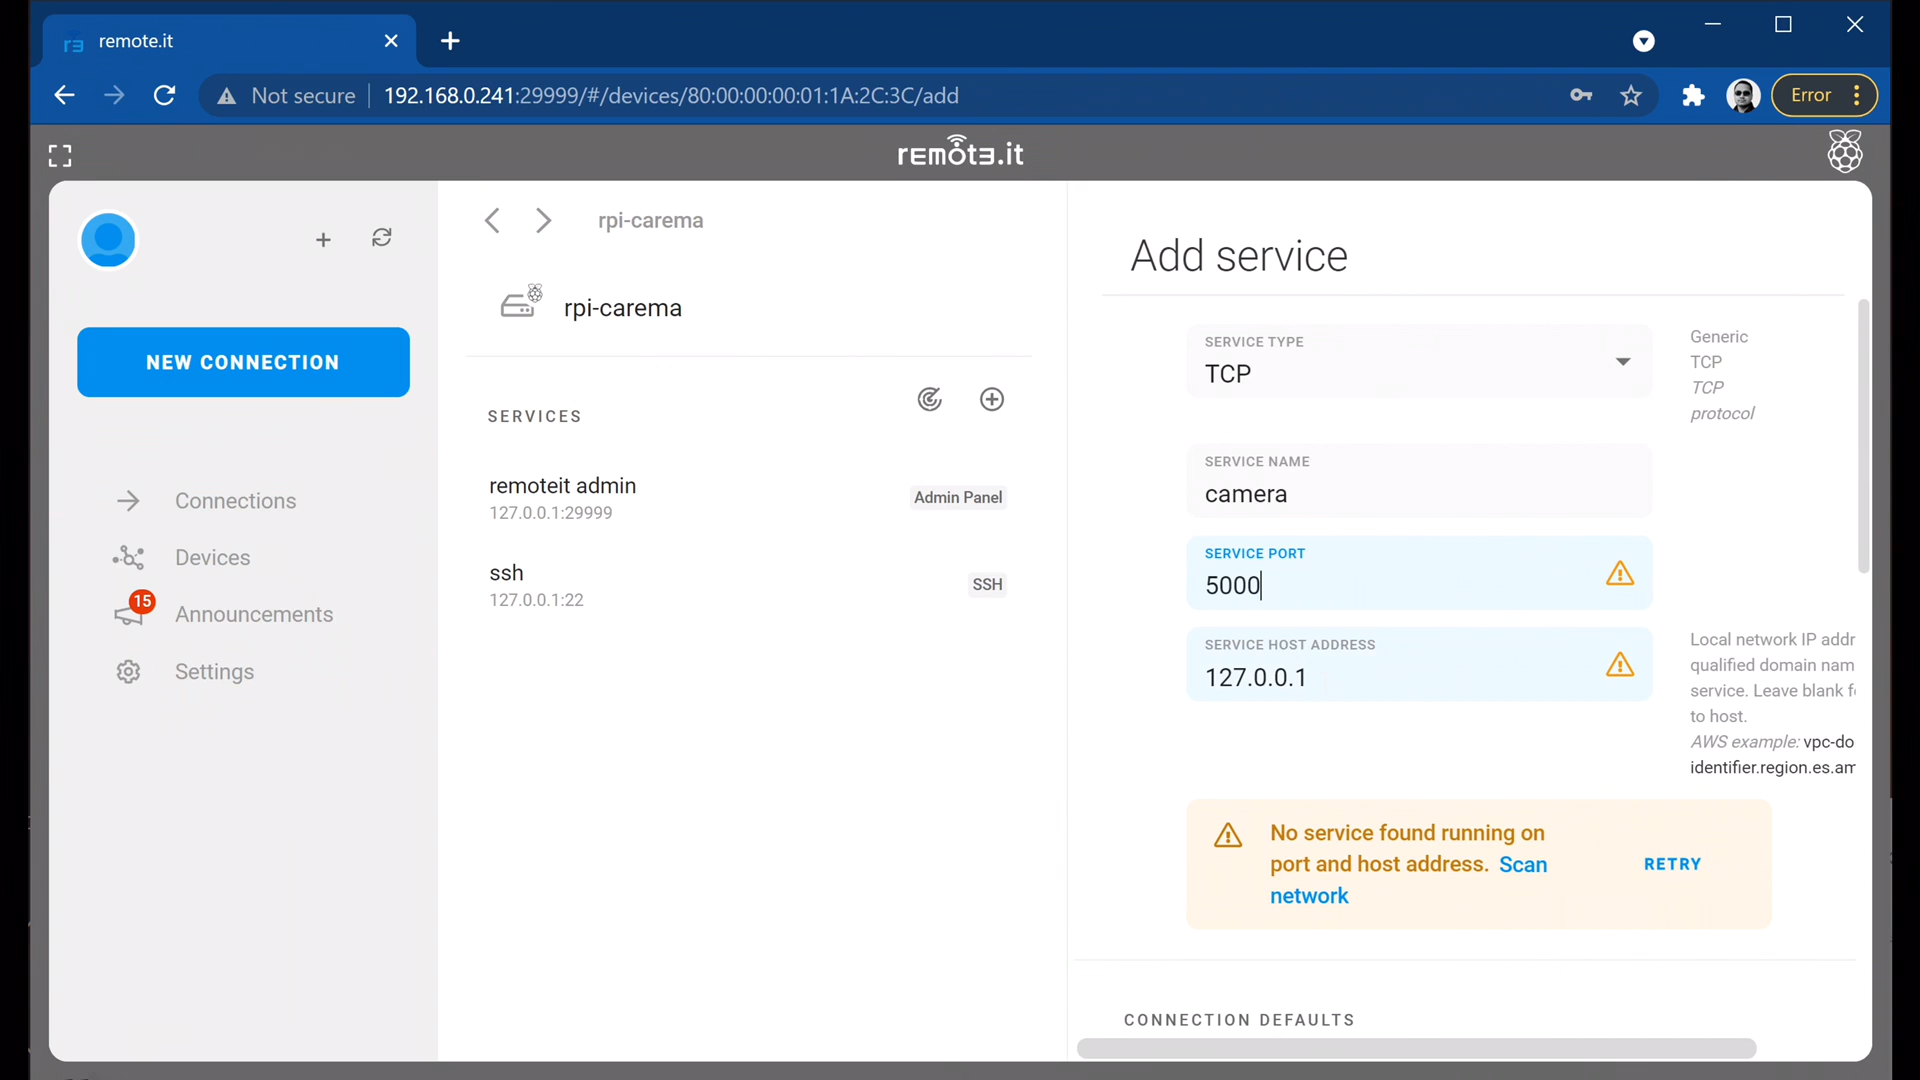 remote.it
Not secure
192.168.0.241:29999/#/devices/80:00:00:00:01:1A:2C:3C/add
Error
remotƎ.it
rpi-carema
NEW CONNECTION
Connections
Devices
15
Announcements
Settings
rpi-carema
SERVICES
remoteit admin
127.0.0.1:29999
Admin Panel
ssh
127.0.0.1:22
SSH
Add service
SERVICE TYPE
TCP
Generic
TCP
TCP
protocol
SERVICE NAME
camera
SERVICE PORT
5000
SERVICE HOST ADDRESS
127.0.0.1
Local network IP addr
qualified domain nam
service. Leave blank f
to host.
AWS example: vpc-do
identifier.region.es.am
No service found running on
port and host address. Scan
network
RETRY
CONNECTION DEFAULTS